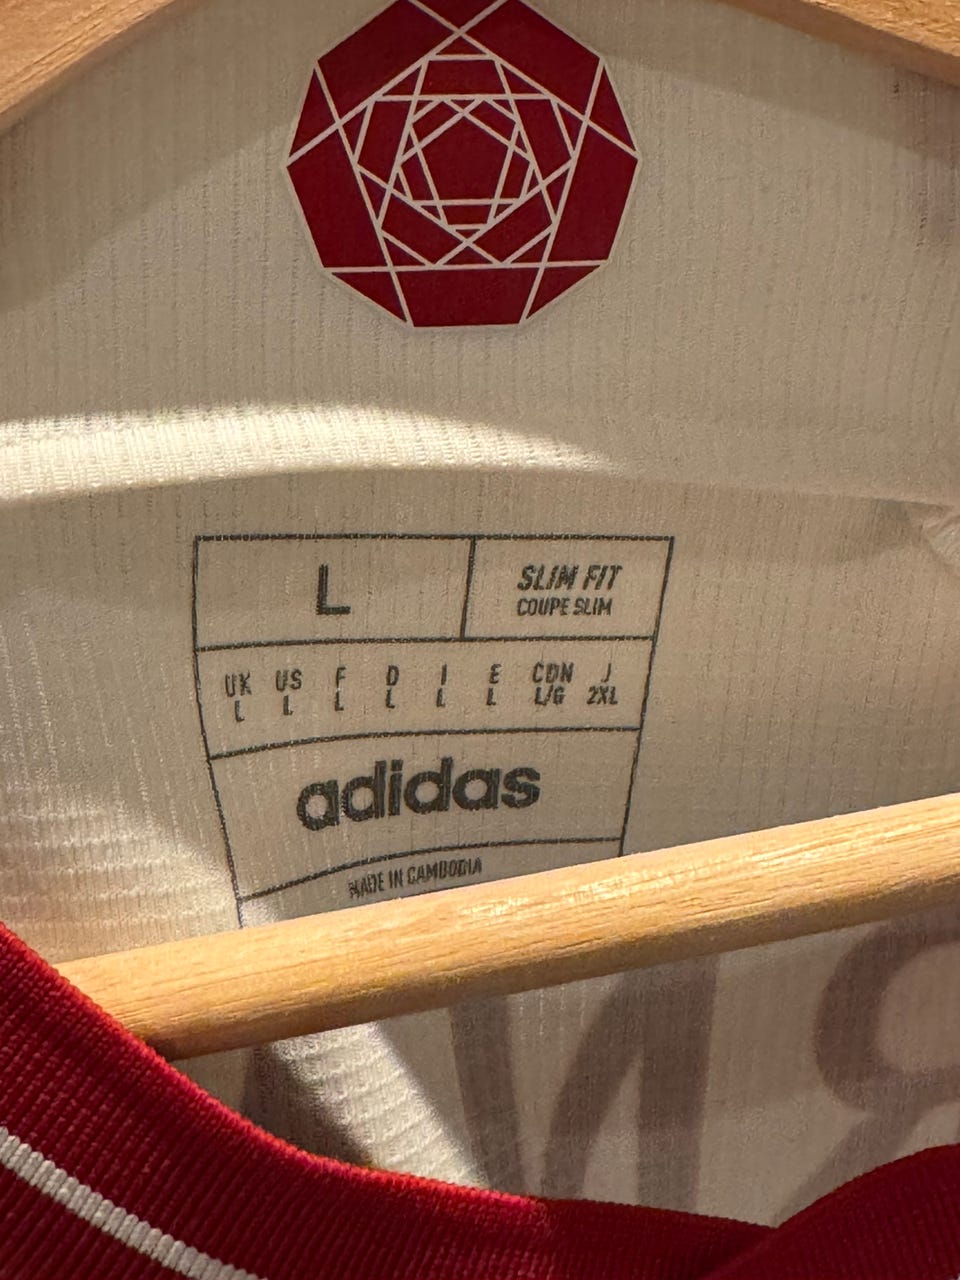 L
SLIM FIT
COUPE SLIM
UK US F D I E CDN J
L L L L L L L/G 2XL
adidas
MADE IN CAMBODIA